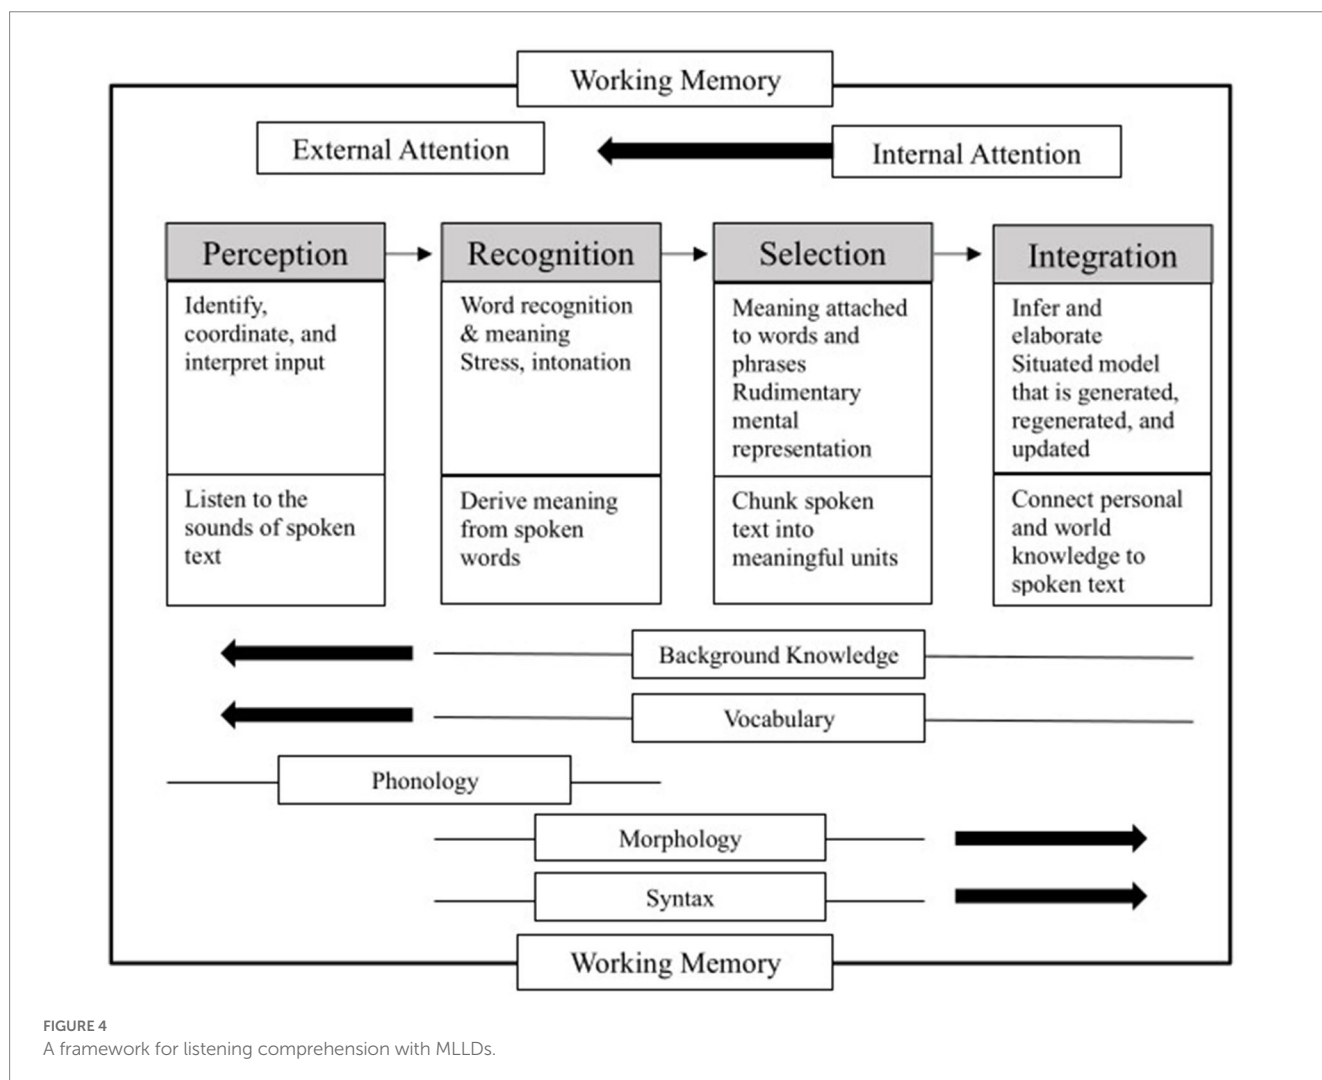 Working Memory
External Attention
Internal Attention
Perception
Recognition
Selection
Integration
Identify,
coordinate, and
interpret input
Word recognition
& meaning
Stress, intonation
Meaning attached
to words and
phrases
Rudimentary
mental
representation
Infer and
elaborate
Situated model
that is generated,
regenerated, and
updated
Listen to the
sounds of spoken
text
Derive meaning
from spoken
words
Chunk spoken
text into
meaningful units
Connect personal
and world
knowledge to
spoken text
Background Knowledge
Vocabulary
Phonology
Morphology
Syntax
Working Memory
FIGURE 4
A framework for listening comprehension with MLLDs.